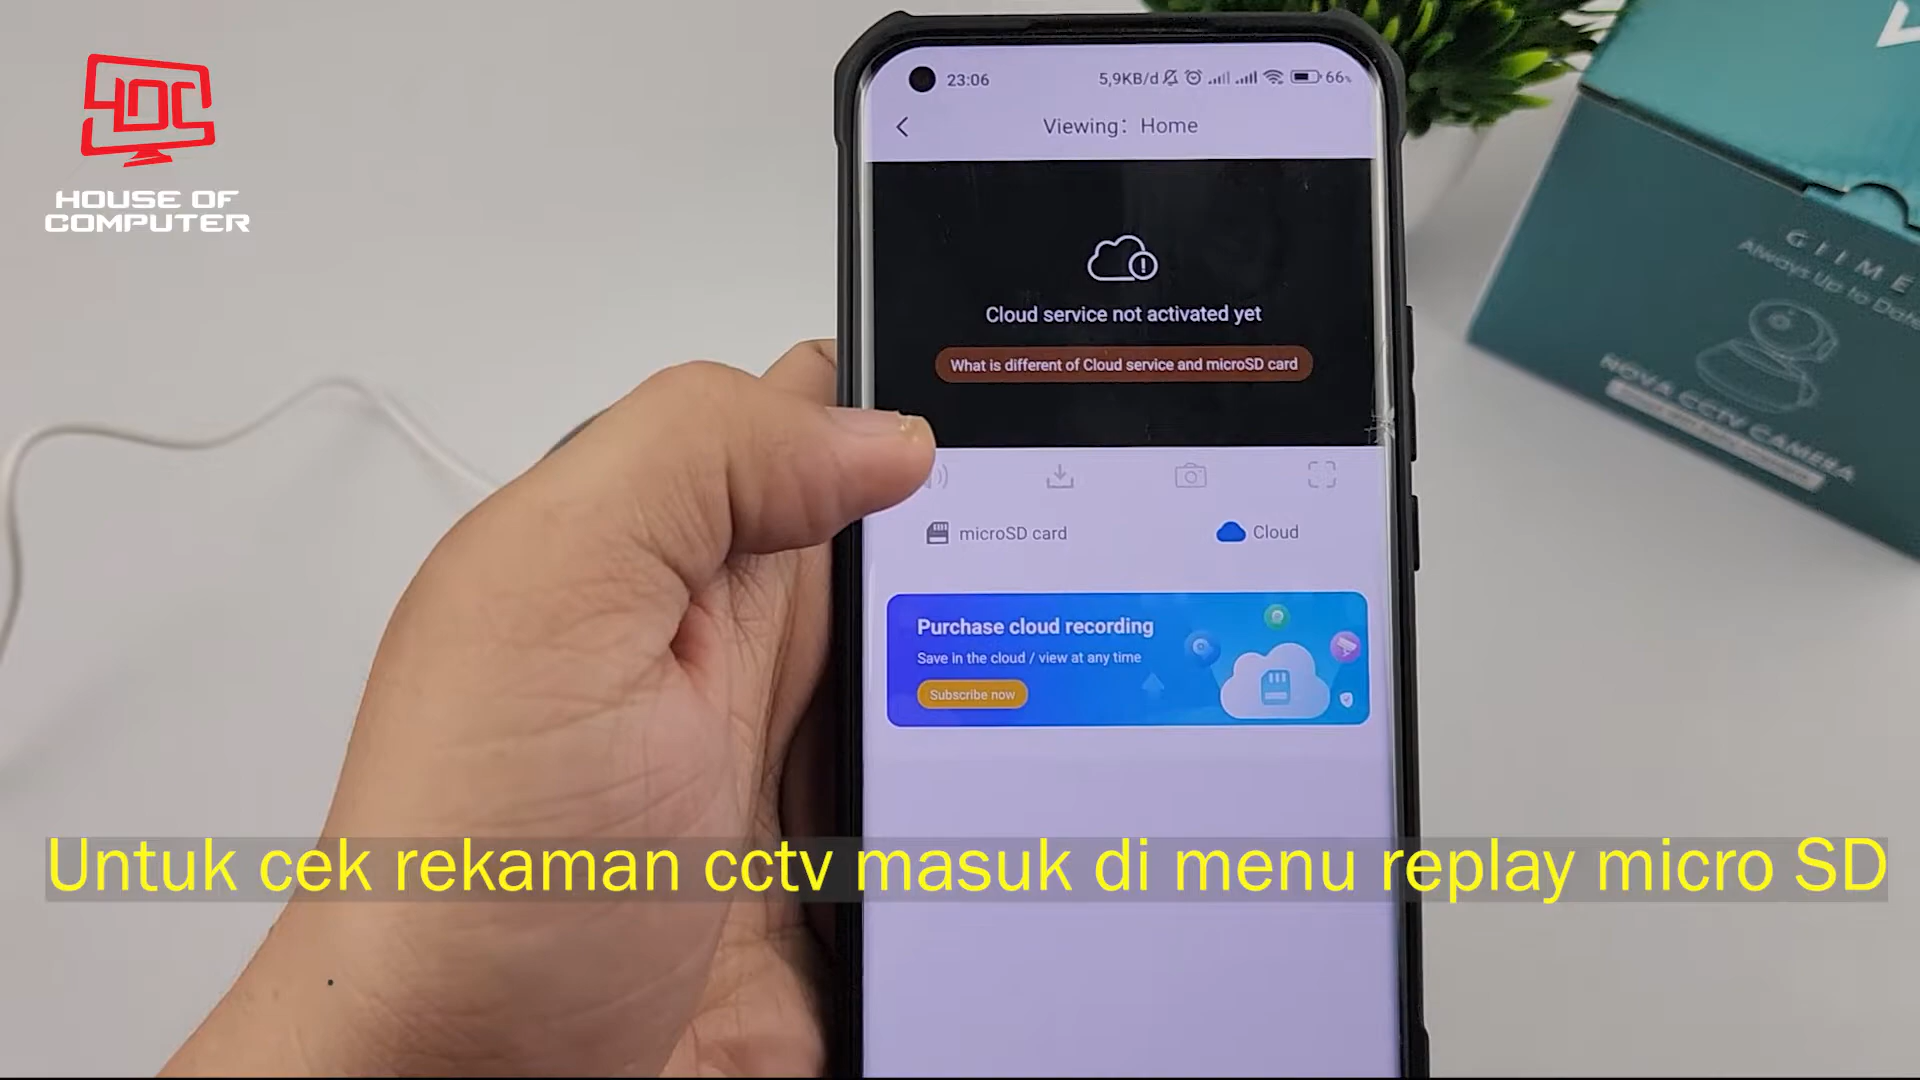 HOUSE OF
COMPUTER
23:06
5,9KB/d
66%
Viewing: Home
Cloud service not activated yet
What is different of Cloud service and microSD card
microSD card
Cloud
Purchase cloud recording
Save in the cloud / view at any time
Subscribe now
GIIME
Always Up to Date
NOVA CCTV CAMERA
Untuk cek rekaman cctv masuk di menu replay micro SD